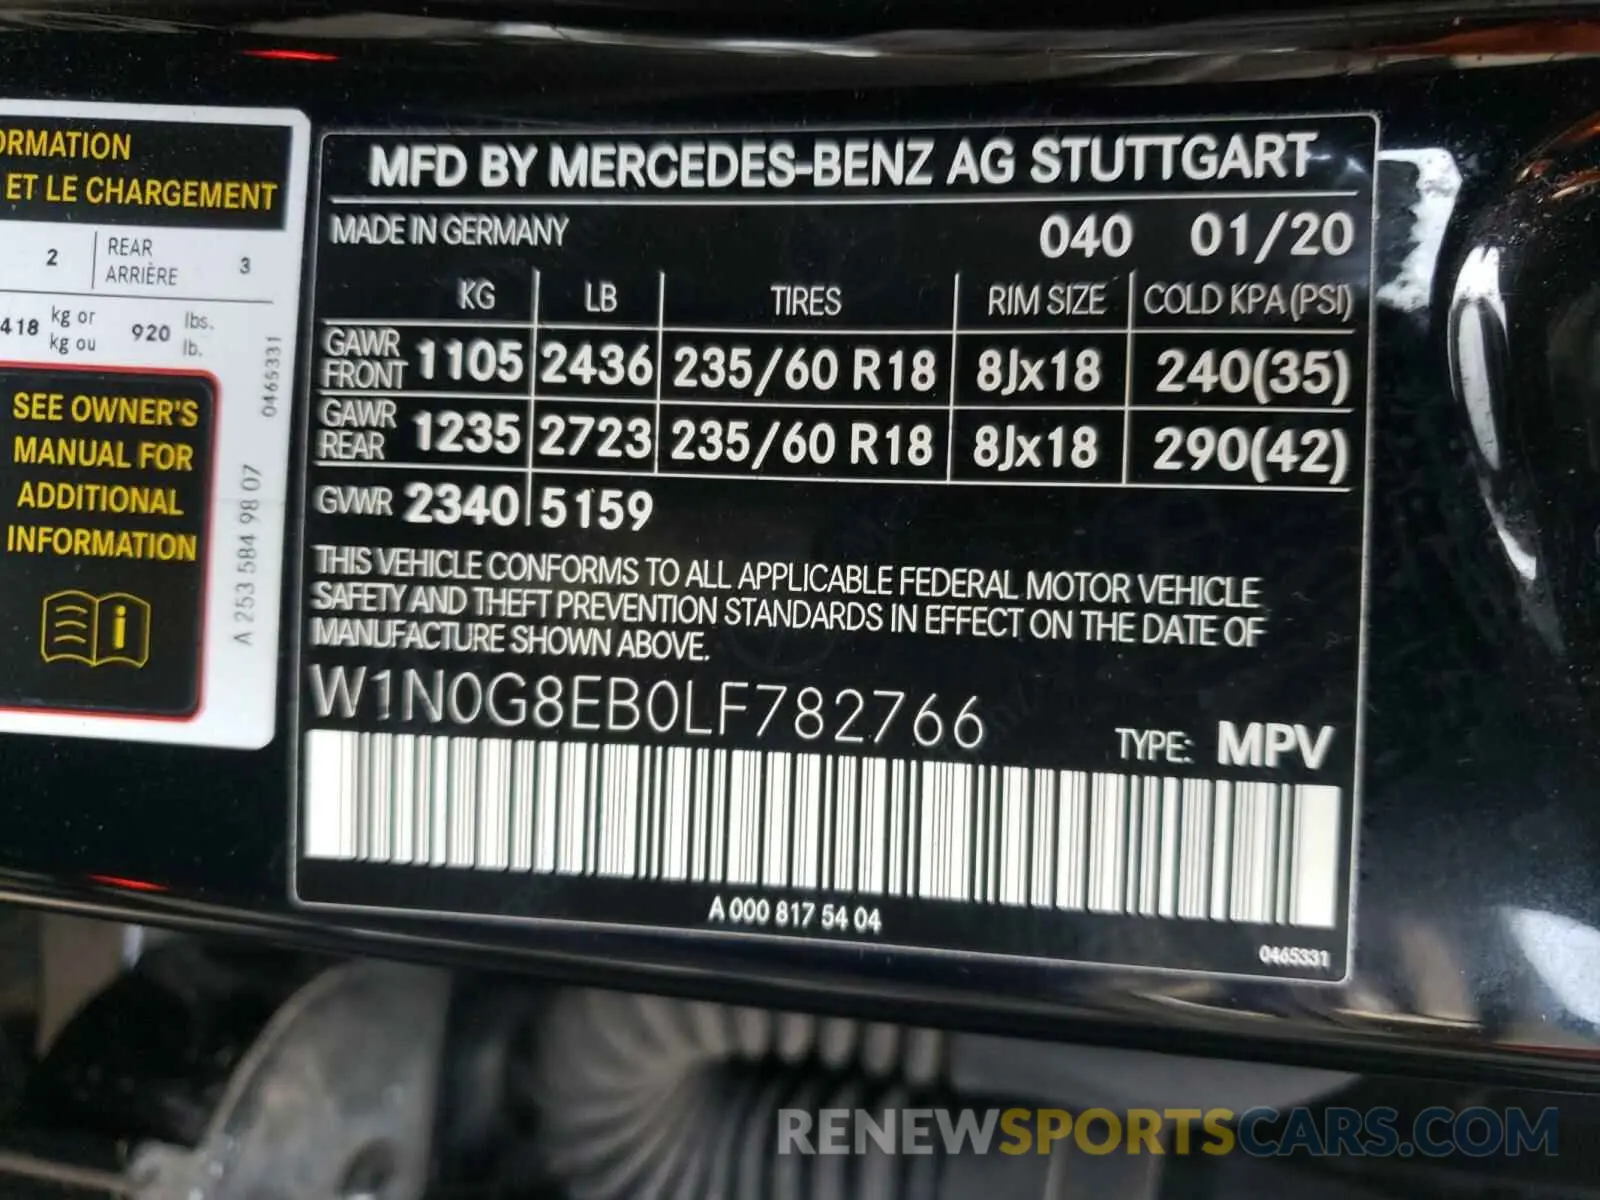 ORMATION
ET LE CHARGEMENT
2 REAR ARRIÈRE 3
418 kg or kg ou 920 lbs. lb.
SEE OWNER'S
MANUAL FOR
ADDITIONAL
INFORMATION
i
0465331
A 253 584 98 07
MFD BY MERCEDES-BENZ AG STUTTGART
MADE IN GERMANY 040 01/20
KG LB TIRES RIM SIZE COLD KPA (PSI)
GAWR FRONT 1105 2436 235/60 R18 8Jx18 240(35)
GAWR REAR 1235 2723 235/60 R18 8Jx18 290(42)
GVWR 2340 5159
THIS VEHICLE CONFORMS TO ALL APPLICABLE FEDERAL MOTOR VEHICLE
SAFETY AND THEFT PREVENTION STANDARDS IN EFFECT ON THE DATE OF
MANUFACTURE SHOWN ABOVE.
W1N0G8EB0LF782766
TYPE: MPV
A 000 817 54 04
0465331
RENEWSPORTSCARS.COM